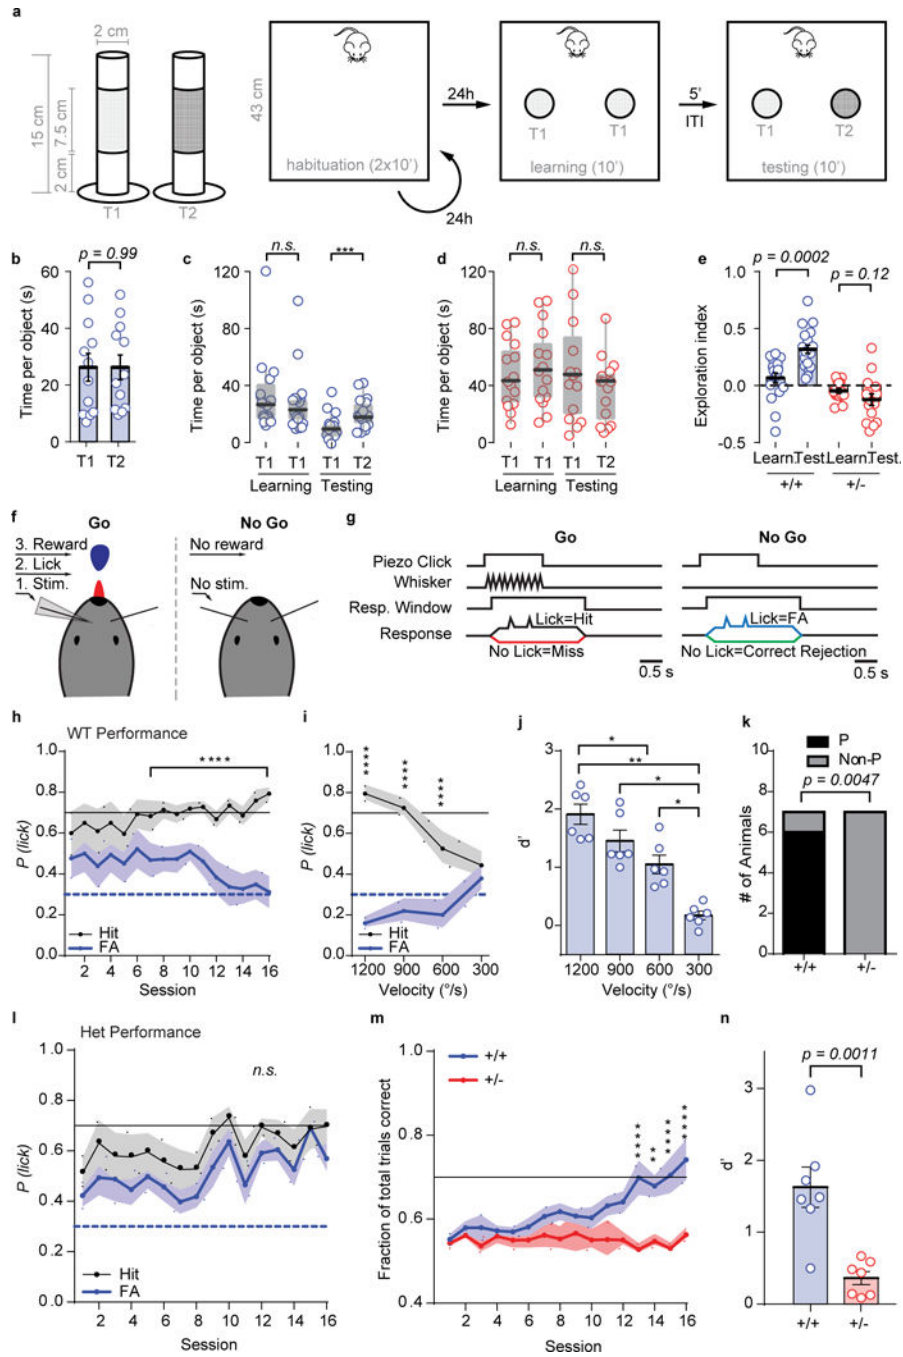 a
2 cm
15 cm
7.5 cm
2 cm
T1
T2
43 cm
habituation (2x10')
24h
24h
T1
T1
learning (10')
5'
ITI
T1
T2
testing (10')
b
p = 0.99
Time per object (s)
60
40
20
0
T1
T2
c
n.s.
***
Time per object (s)
120
80
40
0
T1
T1
T1
T2
Learning
Testing
d
n.s.
n.s.
Time per object (s)
120
80
40
0
T1
T1
T1
T2
Learning
Testing
e
p = 0.0002
p = 0.12
Exploration index
1.0
0.5
0.0
-0.5
Learn.Test.
Learn.Test.
+/+
+/-
f
Go
No Go
3. Reward
2. Lick
1. Stim.
No reward
No stim.
g
Go
No Go
Piezo Click
Whisker
Resp. Window
Response
Lick=Hit
No Lick=Miss
0.5 s
Lick=FA
No Lick=Correct Rejection
0.5 s
h
WT Performance
****
P (lick)
1.0
0.8
0.6
0.4
0.2
0.0
Hit
FA
2 4 6 8 10 12 14 16
Session
i
****
****
****
P (lick)
1.0
0.8
0.6
0.4
0.2
0.0
Hit
FA
1200 900 600 300
Velocity (°/s)
j
*
**
*
*
d'
3
2
1
0
1200 900 600 300
Velocity (°/s)
k
P
Non-P
p = 0.0047
# of Animals
10
8
6
4
2
0
+/+
+/-
l
Het Performance
n.s.
P (lick)
1.0
0.8
0.6
0.4
0.2
0.0
Hit
FA
2 4 6 8 10 12 14 16
Session
m
+/+
+/-
****
**
****
****
Fraction of total trials correct
1.0
0.8
0.6
0.4
2 4 6 8 10 12 14 16
Session
n
p = 0.0011
d'
3
2
1
0
+/+
+/-